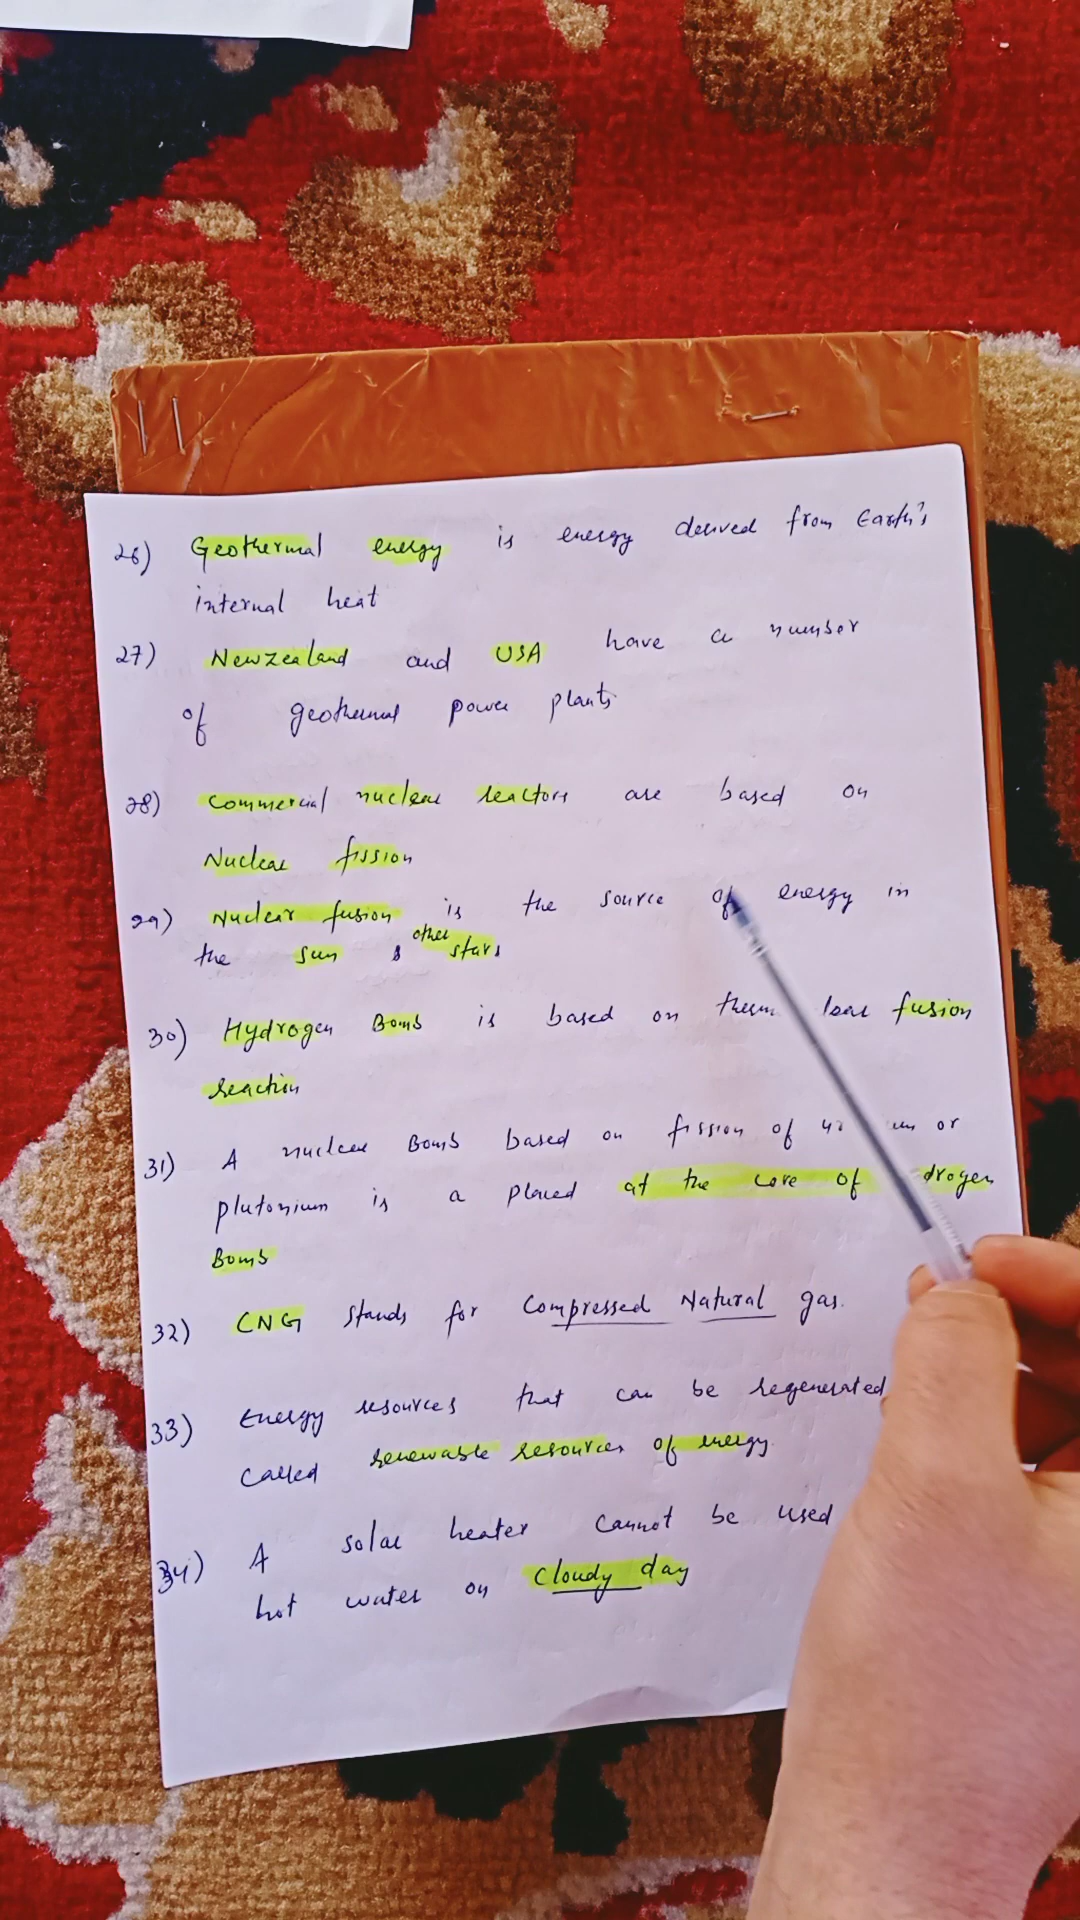 26) Geothermal energy is energy derived from Earth's
internal heat
27) Newzealand and USA have a number
of geothermal power plants
28) Commercial nuclear reactors are based on
Nuclear fission
29) Nuclear fusion is the source of energy in
the sun & other stars
30) Hydrogen Bomb is based on fusion
reaction
31) A nuclear Bomb based on fission of or
plutonium is a placed at the core of
Bomb
32) CNG stands for Compressed Natural gas.
33) Energy resources that can be regenerated
called renewable resources of energy.
34) A solar heater cannot be used
hot water on cloudy day